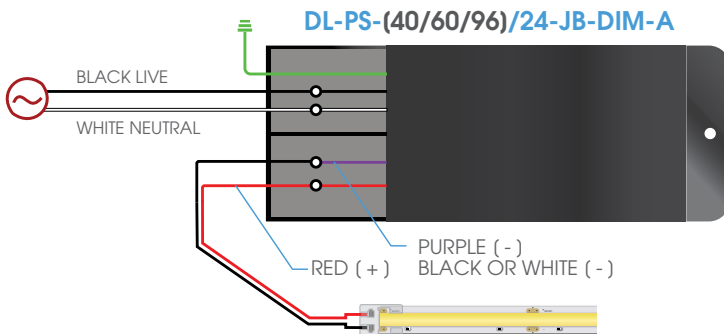 DL-PS-(40/60/96)/24-JB-DIM-A
BLACK LIVE
WHITE NEUTRAL
PURPLE ( - )
RED ( + )
BLACK OR WHITE ( - )